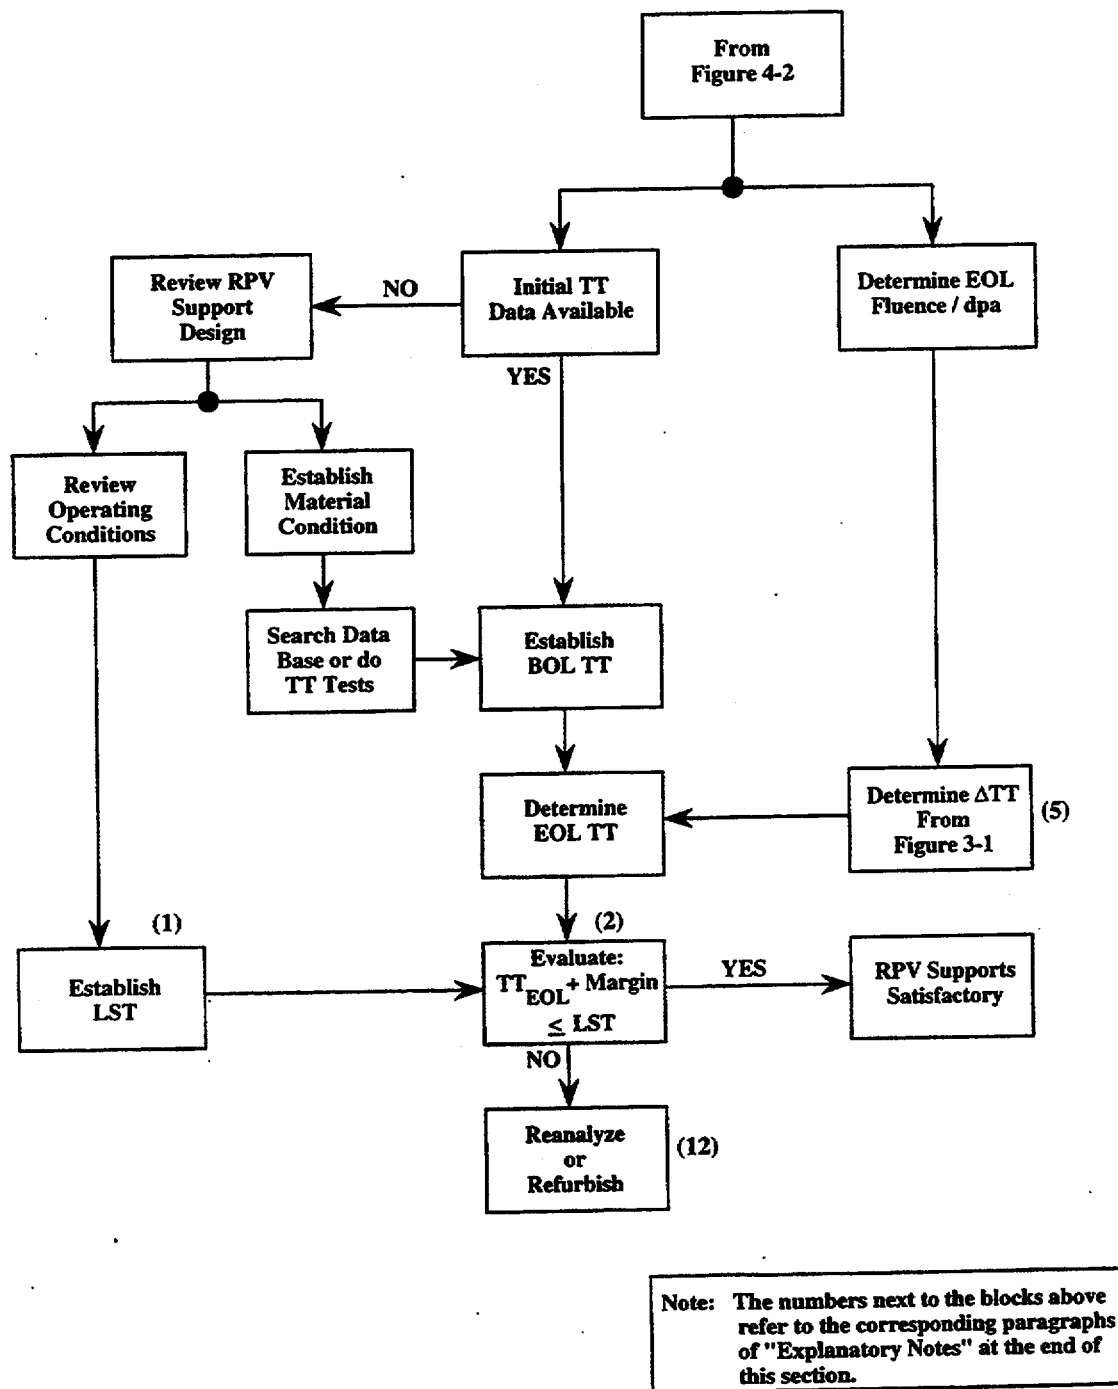 From
Figure 4-2
Review RPV
Support
Design
NO
Initial TT
Data Available
Determine EOL
Fluence / dpa
YES
Review
Operating
Conditions
Establish
Material
Condition
Search Data
Base or do
TT Tests
Establish
BOL TT
Determine
EOL TT
Determine ΔTT
From
Figure 3-1
(5)
(1)
(2)
Establish
LST
Evaluate:
TT EOL + Margin
≤ LST
YES
RPV Supports
Satisfactory
NO
Reanalyze
or
Refurbish
(12)
Note: The numbers next to the blocks above
refer to the corresponding paragraphs
of "Explanatory Notes" at the end of
this section.